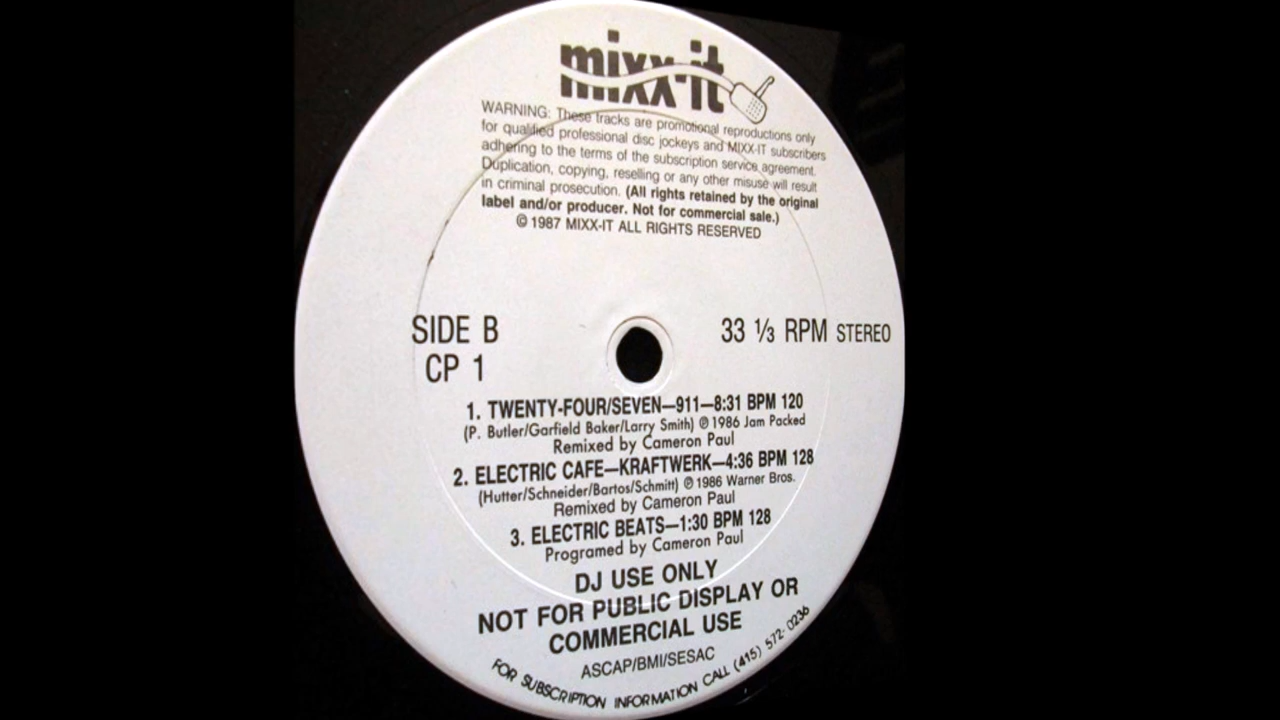 mixx-it
WARNING: These tracks are promotional reproductions only
for qualified professional disc jockeys and MIXX-IT subscribers
adhering to the terms of the subscription service agreement.
Duplication, copying, reselling or any other misuse will result
in criminal prosecution. (All rights retained by the original
label and/or producer. Not for commercial sale.)
© 1987 MIXX-IT ALL RIGHTS RESERVED
SIDE B
CP 1
33 ⅓ RPM STEREO
1. TWENTY-FOUR/SEVEN—911—8:31 BPM 120
(P. Butler/Garfield Baker/Larry Smith) ℗ 1986 Jam Packed
Remixed by Cameron Paul
2. ELECTRIC CAFE—KRAFTWERK—4:36 BPM 128
(Hutter/Schneider/Bartos/Schmitt) ℗ 1986 Warner Bros.
Remixed by Cameron Paul
3. ELECTRIC BEATS—1:30 BPM 128
Programed by Cameron Paul
DJ USE ONLY
NOT FOR PUBLIC DISPLAY OR
COMMERCIAL USE
ASCAP/BMI/SESAC
FOR SUBSCRIPTION INFORMATION CALL (415) 572-0236